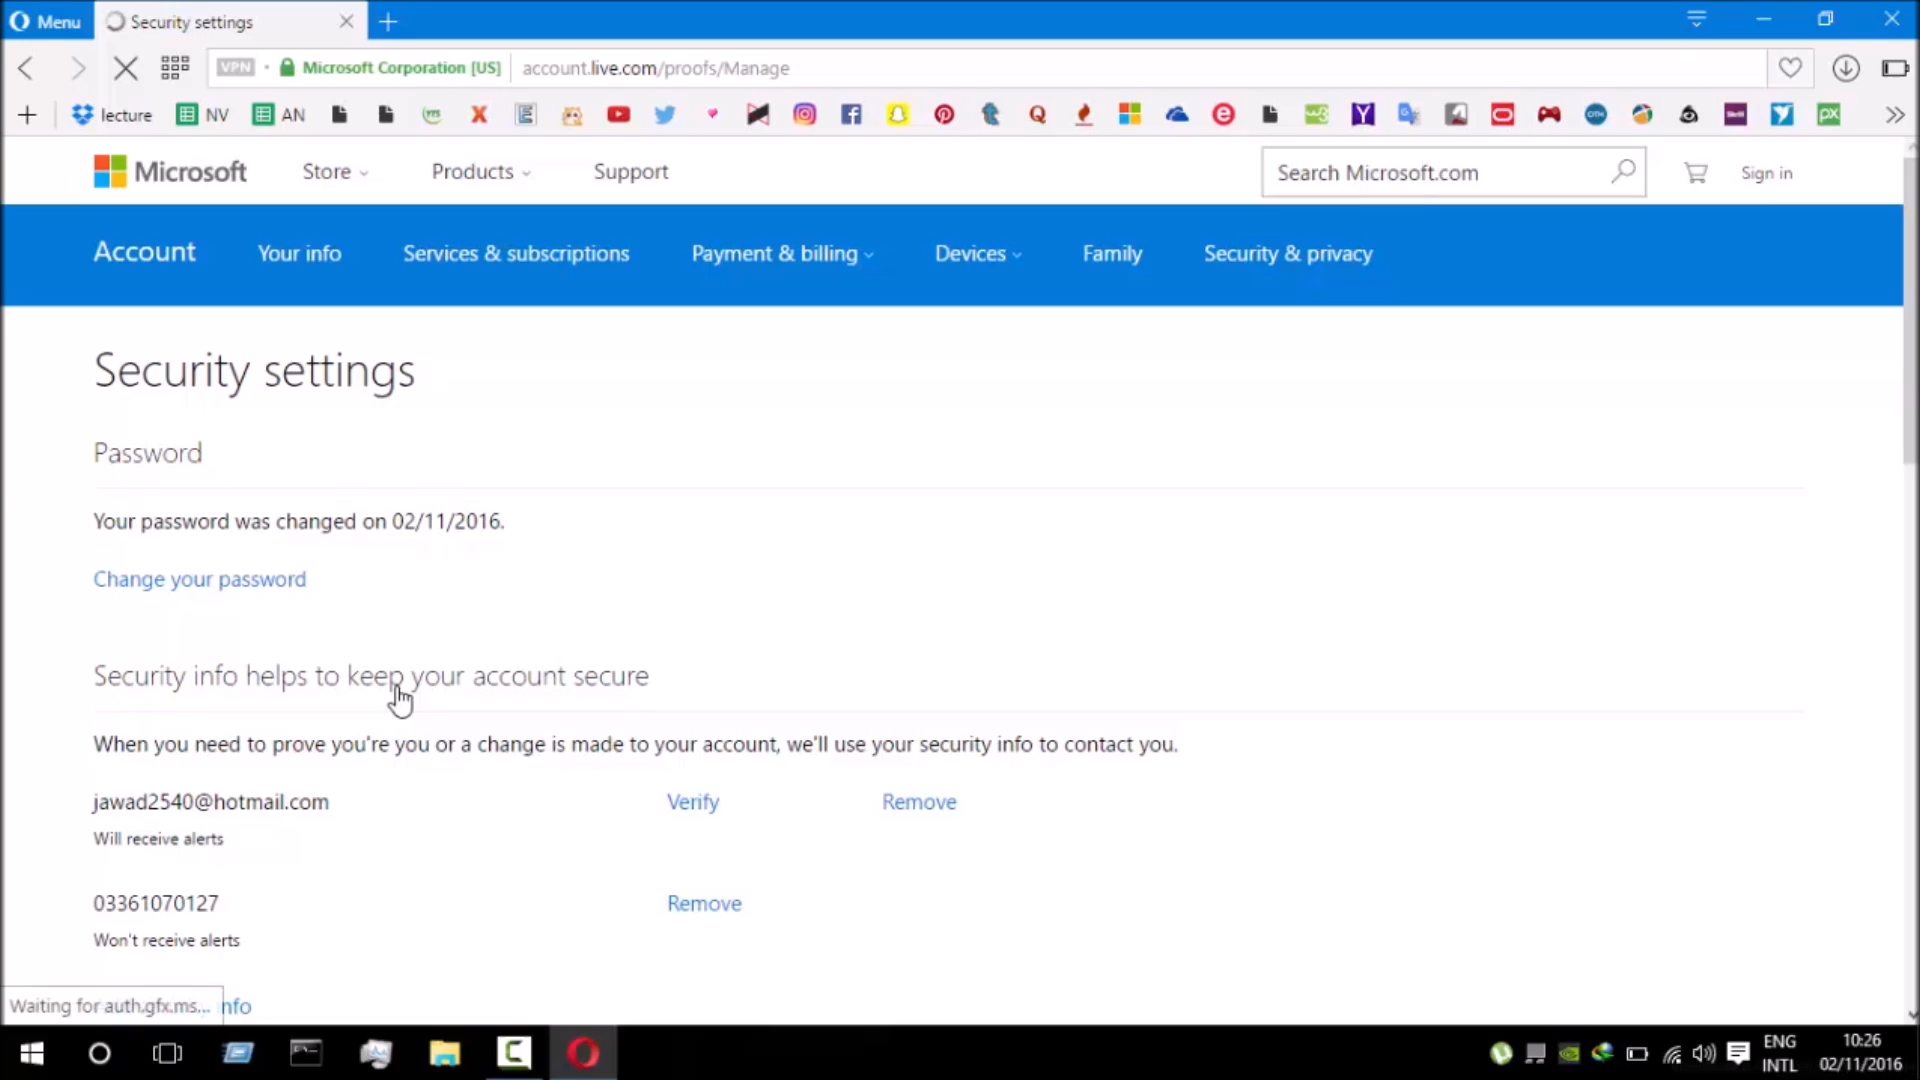 Menu
Security settings
VPN
Microsoft Corporation [US]
account.live.com/proofs/Manage
lecture
NV
AN
Microsoft
Store
Products
Support
Search Microsoft.com
Sign in
Account
Your info
Services & subscriptions
Payment & billing
Devices
Family
Security & privacy
Security settings
Password
Your password was changed on 02/11/2016.
Change your password
Security info helps to keep your account secure
When you need to prove you're you or a change is made to your account, we'll use your security info to contact you.
jawad2540@hotmail.com
Verify
Remove
Will receive alerts
03361070127
Remove
Won't receive alerts
Waiting for auth.gfx.ms...
nfo
ENG
INTL
10:26
02/11/2016